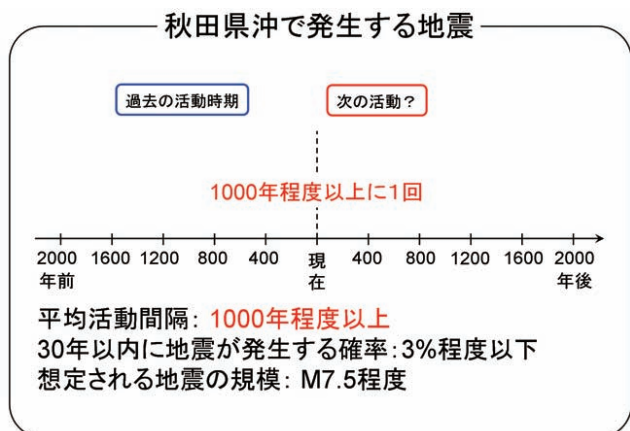 秋田県沖で発生する地震
過去の活動時期 次の活動？
1000年程度以上に1回
2000 1600 1200 800 400 現在 400 800 1200 1600 2000
年前 年後
平均活動間隔： 1000年程度以上
30年以内に地震が発生する確率：3%程度以下
想定される地震の規模： M7.5程度